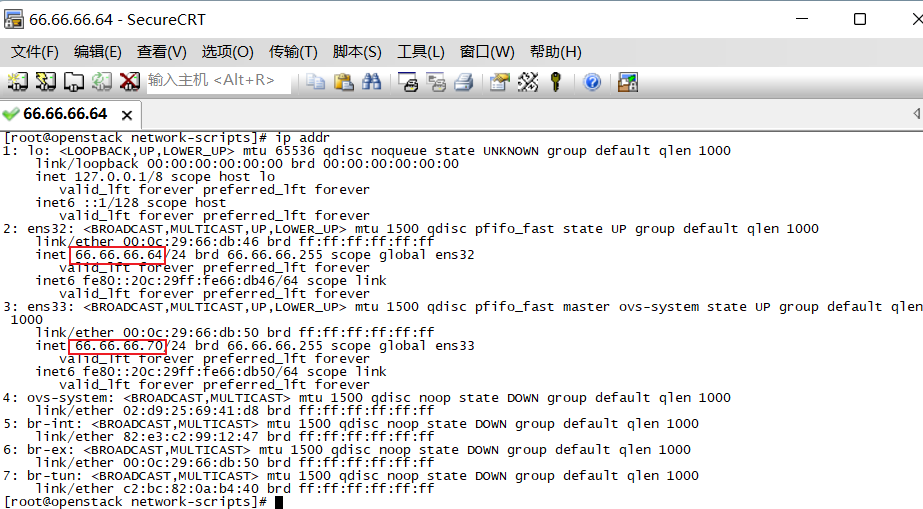 66.66.66.64 - SecureCRT
文件(F) 编辑(E) 查看(V) 选项(O) 传输(T) 脚本(S) 工具(L) 窗口(W) 帮助(H)
输入主机 <Alt+R>
66.66.66.64
[root@openstack network-scripts]# ip addr
1: lo: <LOOPBACK,UP,LOWER_UP> mtu 65536 qdisc noqueue state UNKNOWN group default qlen 1000
    link/loopback 00:00:00:00:00:00 brd 00:00:00:00:00:00
    inet 127.0.0.1/8 scope host lo
       valid_lft forever preferred_lft forever
    inet6 ::1/128 scope host
       valid_lft forever preferred_lft forever
2: ens32: <BROADCAST,MULTICAST,UP,LOWER_UP> mtu 1500 qdisc pfifo_fast state UP group default qlen 1000
    link/ether 00:0c:29:66:db:46 brd ff:ff:ff:ff:ff:ff
    inet 66.66.66.64/24 brd 66.66.66.255 scope global ens32
       valid_lft forever preferred_lft forever
    inet6 fe80::20c:29ff:fe66:db46/64 scope link
       valid_lft forever preferred_lft forever
3: ens33: <BROADCAST,MULTICAST,UP,LOWER_UP> mtu 1500 qdisc pfifo_fast master ovs-system state UP group default qlen
 1000
    link/ether 00:0c:29:66:db:50 brd ff:ff:ff:ff:ff:ff
    inet 66.66.66.70/24 brd 66.66.66.255 scope global ens33
       valid_lft forever preferred_lft forever
    inet6 fe80::20c:29ff:fe66:db50/64 scope link
       valid_lft forever preferred_lft forever
4: ovs-system: <BROADCAST,MULTICAST> mtu 1500 qdisc noop state DOWN group default qlen 1000
    link/ether 02:d9:25:69:41:d8 brd ff:ff:ff:ff:ff:ff
5: br-int: <BROADCAST,MULTICAST> mtu 1500 qdisc noop state DOWN group default qlen 1000
    link/ether 82:e3:c2:99:12:47 brd ff:ff:ff:ff:ff:ff
6: br-ex: <BROADCAST,MULTICAST> mtu 1500 qdisc noop state DOWN group default qlen 1000
    link/ether 00:0c:29:66:db:50 brd ff:ff:ff:ff:ff:ff
7: br-tun: <BROADCAST,MULTICAST> mtu 1500 qdisc noop state DOWN group default qlen 1000
    link/ether c2:bc:82:0a:b4:40 brd ff:ff:ff:ff:ff:ff
[root@openstack network-scripts]#